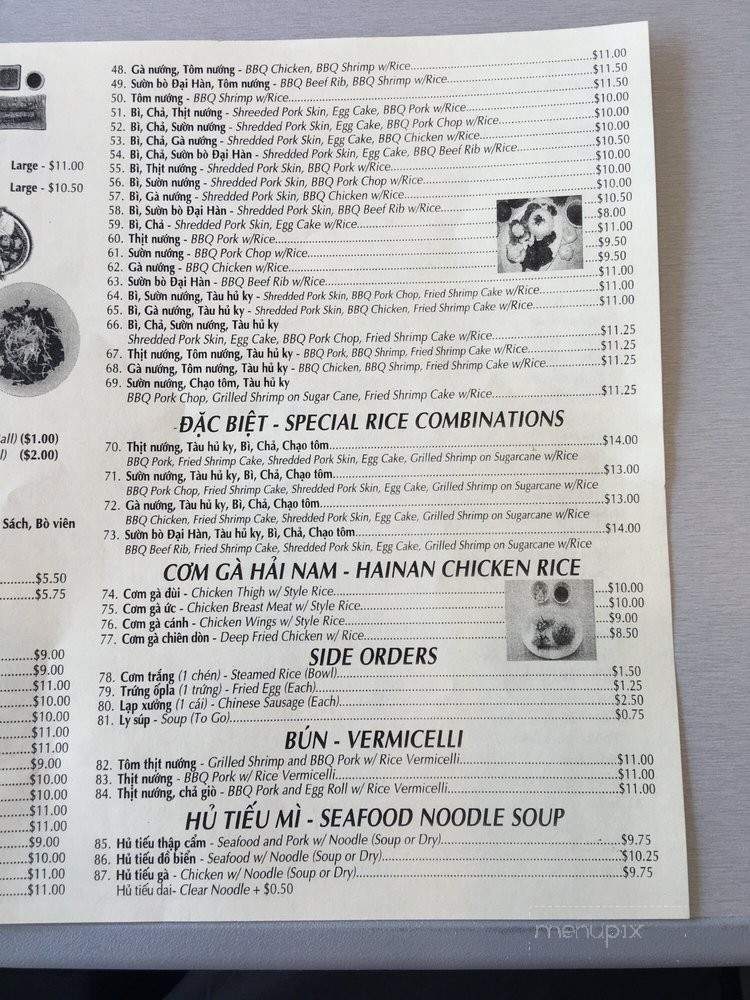 Large - $11.00
Large - $10.50
all) ($1.00)
l) ($2.00)
Sách, Bò viên
.........$5.50
.........$5.75
.........$9.00
.........$9.00
.........$11.00
.........$10.00
.........$10.00
.........$11.00
.........$11.00
.........$9.00
.........$10.00
.........$10.00
.........$11.00
.........$11.00
.........$9.00
.........$10.00
.........$11.00
.........$11.00
48. Gà nướng, Tôm nướng - BBQ Chicken, BBQ Shrimp w/Rice.........$11.00
49. Sườn bò Đại Hàn, Tôm nướng - BBQ Beef Rib, BBQ Shrimp w/Rice.........$11.50
50. Tôm nướng - BBQ Shrimp w/Rice.........$11.50
51. Bì, Chả, Thịt nướng - Shreeded Pork Skin, Egg Cake, BBQ Pork w/Rice.........$10.00
52. Bì, Chả, Sườn nướng - Shredded Pork Skin, Egg Cake, BBQ Pork Chop w/Rice.........$10.00
53. Bì, Chả, Gà nướng - Shredded Pork Skin, Egg Cake, BBQ Chicken w/Rice.........$10.00
54. Bì, Chả, Sườn bò Đại Hàn - Shredded Pork Skin, Egg Cake, BBQ Beef Rib w/Rice.........$10.50
55. Bì, Thịt nướng - Shredded Pork Skin, BBQ Pork w/Rice.........$10.00
56. Bì, Sườn nướng - Shredded Pork Skin, BBQ Pork Chop w/Rice.........$10.00
57. Bì, Gà nướng - Shredded Pork Skin, BBQ Chicken w/Rice.........$10.00
58. Bì, Sườn bò Đại Hàn - Shredded Pork Skin, BBQ Beef Rib w/Rice.........$10.50
59. Bì, Chả - Shredded Pork Skin, Egg Cake w/Rice.........$8.00
60. Thịt nướng - BBQ Pork w/Rice.........$11.00
61. Sườn nướng - BBQ Pork Chop w/Rice.........$9.50
62. Gà nướng - BBQ Chicken w/Rice.........$9.50
63. Sườn bò Đại Hàn - BBQ Beef Rib w/Rice.........$11.00
64. Bì, Sườn nướng, Tàu hủ ky - Shredded Pork Skin, BBQ Pork Chop, Fried Shrimp Cake w/Rice.........$11.00
65. Bì, Gà nướng, Tàu hủ ky - Shredded Pork Skin, BBQ Chicken, Fried Shrimp Cake w/Rice.........$11.00
66. Bì, Chả, Sườn nướng, Tàu hủ ky
Shredded Pork Skin, Egg Cake, BBQ Pork Chop, Fried Shrimp Cake w/Rice.........$11.25
67. Thịt nướng, Tôm nướng, Tàu hủ ky - BBQ Pork, BBQ Shrimp, Fried Shrimp Cake w/Rice.........$11.25
68. Gà nướng, Tôm nướng, Tàu hủ ky - BBQ Chicken, BBQ Shrimp, Fried Shrimp Cake w/Rice.........$11.25
69. Sườn nướng, Chạo tôm, Tàu hủ ky
BBQ Pork Chop, Grilled Shrimp on Sugar Cane, Fried Shrimp Cake w/Rice.........$11.25
ĐẶC BIỆT - SPECIAL RICE COMBINATIONS
70. Thịt nướng, Tàu hủ ky, Bì, Chả, Chạo tôm.........$14.00
BBQ Pork, Fried Shrimp Cake, Shredded Pork Skin, Egg Cake, Grilled Shrimp on Sugarcane w/Rice
71. Sườn nướng, Tàu hủ ky, Bì, Chả, Chạo tôm.........$13.00
BBQ Pork Chop, Fried Shrimp Cake, Shredded Pork Skin, Egg Cake, Grilled Shrimp on Sugarcane w/Rice
72. Gà nướng, Tàu hủ ky, Bì, Chả, Chạo tôm.........$13.00
BBQ Chicken, Fried Shrimp Cake, Shredded Pork Skin, Egg Cake, Grilled Shrimp on Sugarcane w/Rice
73. Sườn bò Đại Hàn, Tàu hủ ky, Bì, Chả, Chạo tôm.........$14.00
BBQ Beef Rib, Fried Shrimp Cake, Shredded Pork Skin, Egg Cake, Grilled Shrimp on Sugarcane w/Rice
CƠM GÀ HẢI NAM - HAINAN CHICKEN RICE
74. Cơm gà đùi - Chicken Thigh w/ Style Rice.........$10.00
75. Cơm gà ức - Chicken Breast Meat w/ Style Rice.........$10.00
76. Cơm gà cánh - Chicken Wings w/ Style Rice.........$9.00
77. Cơm gà chiên dòn - Deep Fried Chicken w/ Rice.........$8.50
SIDE ORDERS
78. Cơm trắng (1 chén) - Steamed Rice (Bowl).........$1.50
79. Trứng ốpla (1 trứng) - Fried Egg (Each).........$1.25
80. Lạp xưởng (1 cái) - Chinese Sausage (Each).........$2.50
81. Ly súp - Soup (To Go).........$0.75
BÚN - VERMICELLI
82. Tôm thịt nướng - Grilled Shrimp and BBQ Pork w/ Rice Vermicelli.........$11.00
83. Thịt nướng - BBQ Pork w/ Rice Vermicelli.........$11.00
84. Thịt nướng, chả giò - BBQ Pork and Egg Roll w/ Rice Vermicelli.........$11.00
HỦ TIẾU MÌ - SEAFOOD NOODLE SOUP
85. Hủ tiếu thập cẩm - Seafood and Pork w/ Noodle (Soup or Dry).........$9.75
86. Hủ tiếu đồ biển - Seafood w/ Noodle (Soup or Dry).........$10.25
87. Hủ tiếu gà - Chicken w/ Noodle (Soup or Dry).........$9.75
Hủ tiếu dai- Clear Noodle + $0.50
menupix